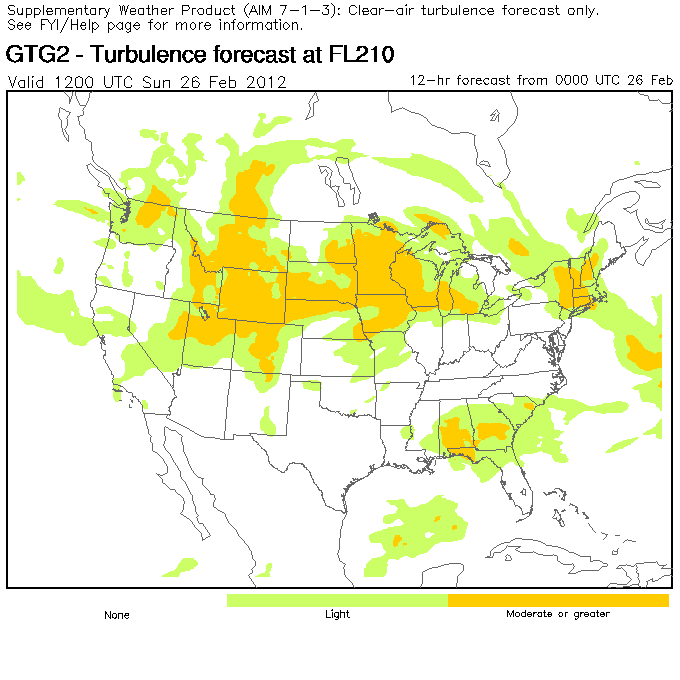 Supplementary Weather Product (AIM 7-1-3): Clear-air turbulence forecast only.
See FYI/Help page for more information.
GTG2 - Turbulence forecast at FL210
Valid 1200 UTC Sun 26 Feb 2012 12-hr forecast from 0000 UTC 26 Feb
None Light Moderate or greater